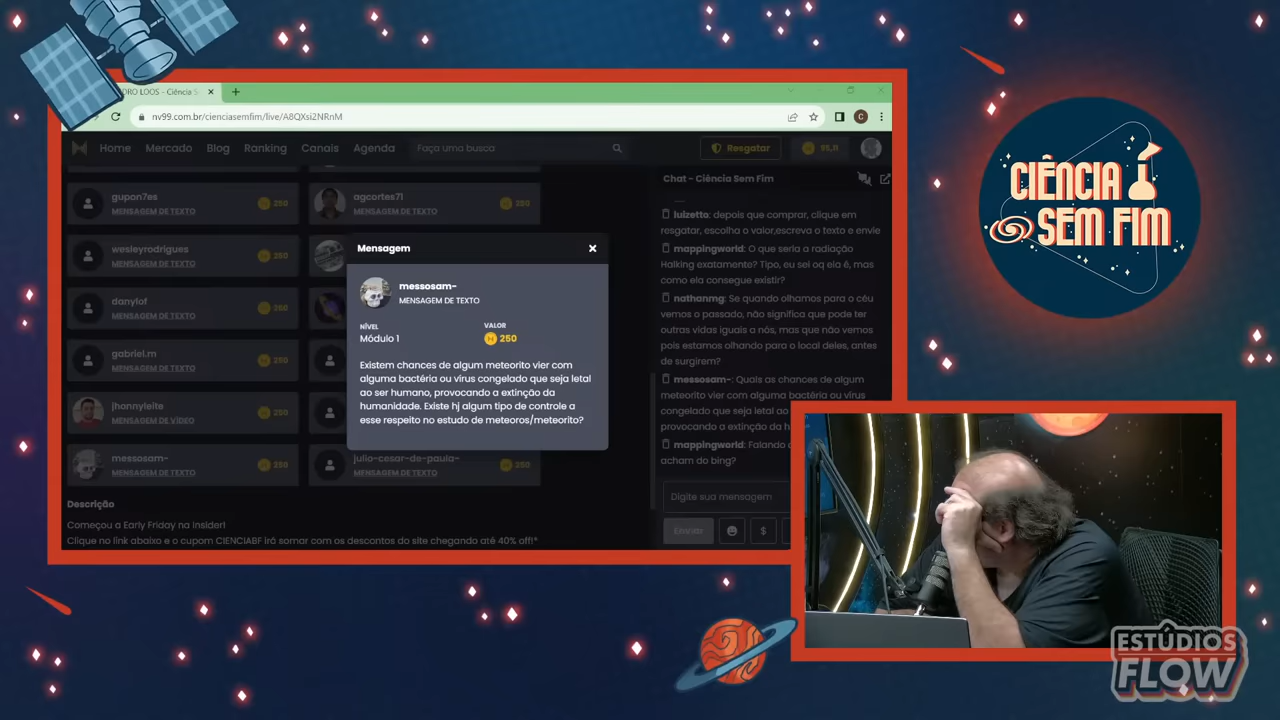 DRO LOOS - Ciência S
nv99.com.br/cienciasemfim/live/A8QXsi2NRnM
Home Mercado Blog Ranking Canais Agenda Faça uma busca Resgatar 95,11
gupon7es 250 agcortes71 250
MENSAGEM DE TEXTO MENSAGEM DE TEXTO
wesleyrodrigues
MENSAGEM DE TEXTO
danylof
MENSAGEM DE TEXTO
gabriel.m
MENSAGEM DE TEXTO
jhonnyleite
MENSAGEM DE VÍDEO
messosam- 250 julio-cesar-de-paula- 250
MENSAGEM DE TEXTO MENSAGEM DE TEXTO
Descrição
Começou a Early Friday na Insider!
Clique no link abaixo e o cupom CIENCIABF irá somar com os descontos do site chegando até 40% off!*
Mensagem
messosam-
MENSAGEM DE TEXTO
NÍVEL VALOR
Módulo 1 250
Existem chances de algum meteorito vier com
alguma bactéria ou vírus congelado que seja letal
ao ser humano, provocando a extinção da
humanidade. Existe hj algum tipo de controle a
esse respeito no estudo de meteoros/meteorito?
Chat - Ciência Sem Fim
luizetto: depois que comprar, clique em
resgatar, escolha o valor,escreva o texto e envie
mappingworld: O que seria a radiação
Halking exatamente? Tipo, eu sei oq ela é, mas
como ela consegue existir?
nathanmg: Se quando olhamos para o céu
vemos o passado, não significa que pode ter
outras vidas iguais a nós, mas que não vemos
pois estamos olhando para o local deles, antes
de surgirem?
messosam-: Quais as chances de algum
meteorito vier com alguma bactéria ou
vírus congelado que seja letal ao
provocando a extinção da h
mappingworld: Falando
acham do bing?
Digite sua mensagem
Enviar
CIÊNCIA
SEM FIM
ESTÚDIOS
FLOW